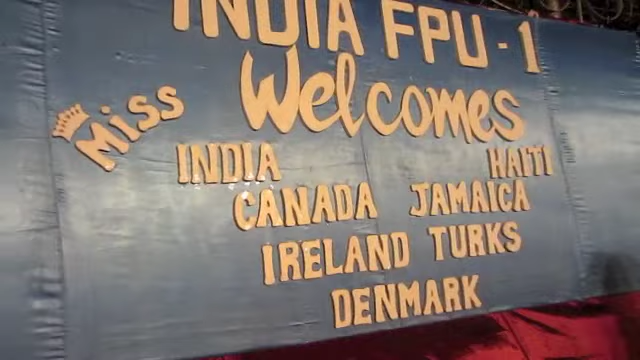 INDIA FPU - 1
Welcomes
Miss
INDIA HAITI
CANADA JAMAICA
IRELAND TURKS
DENMARK